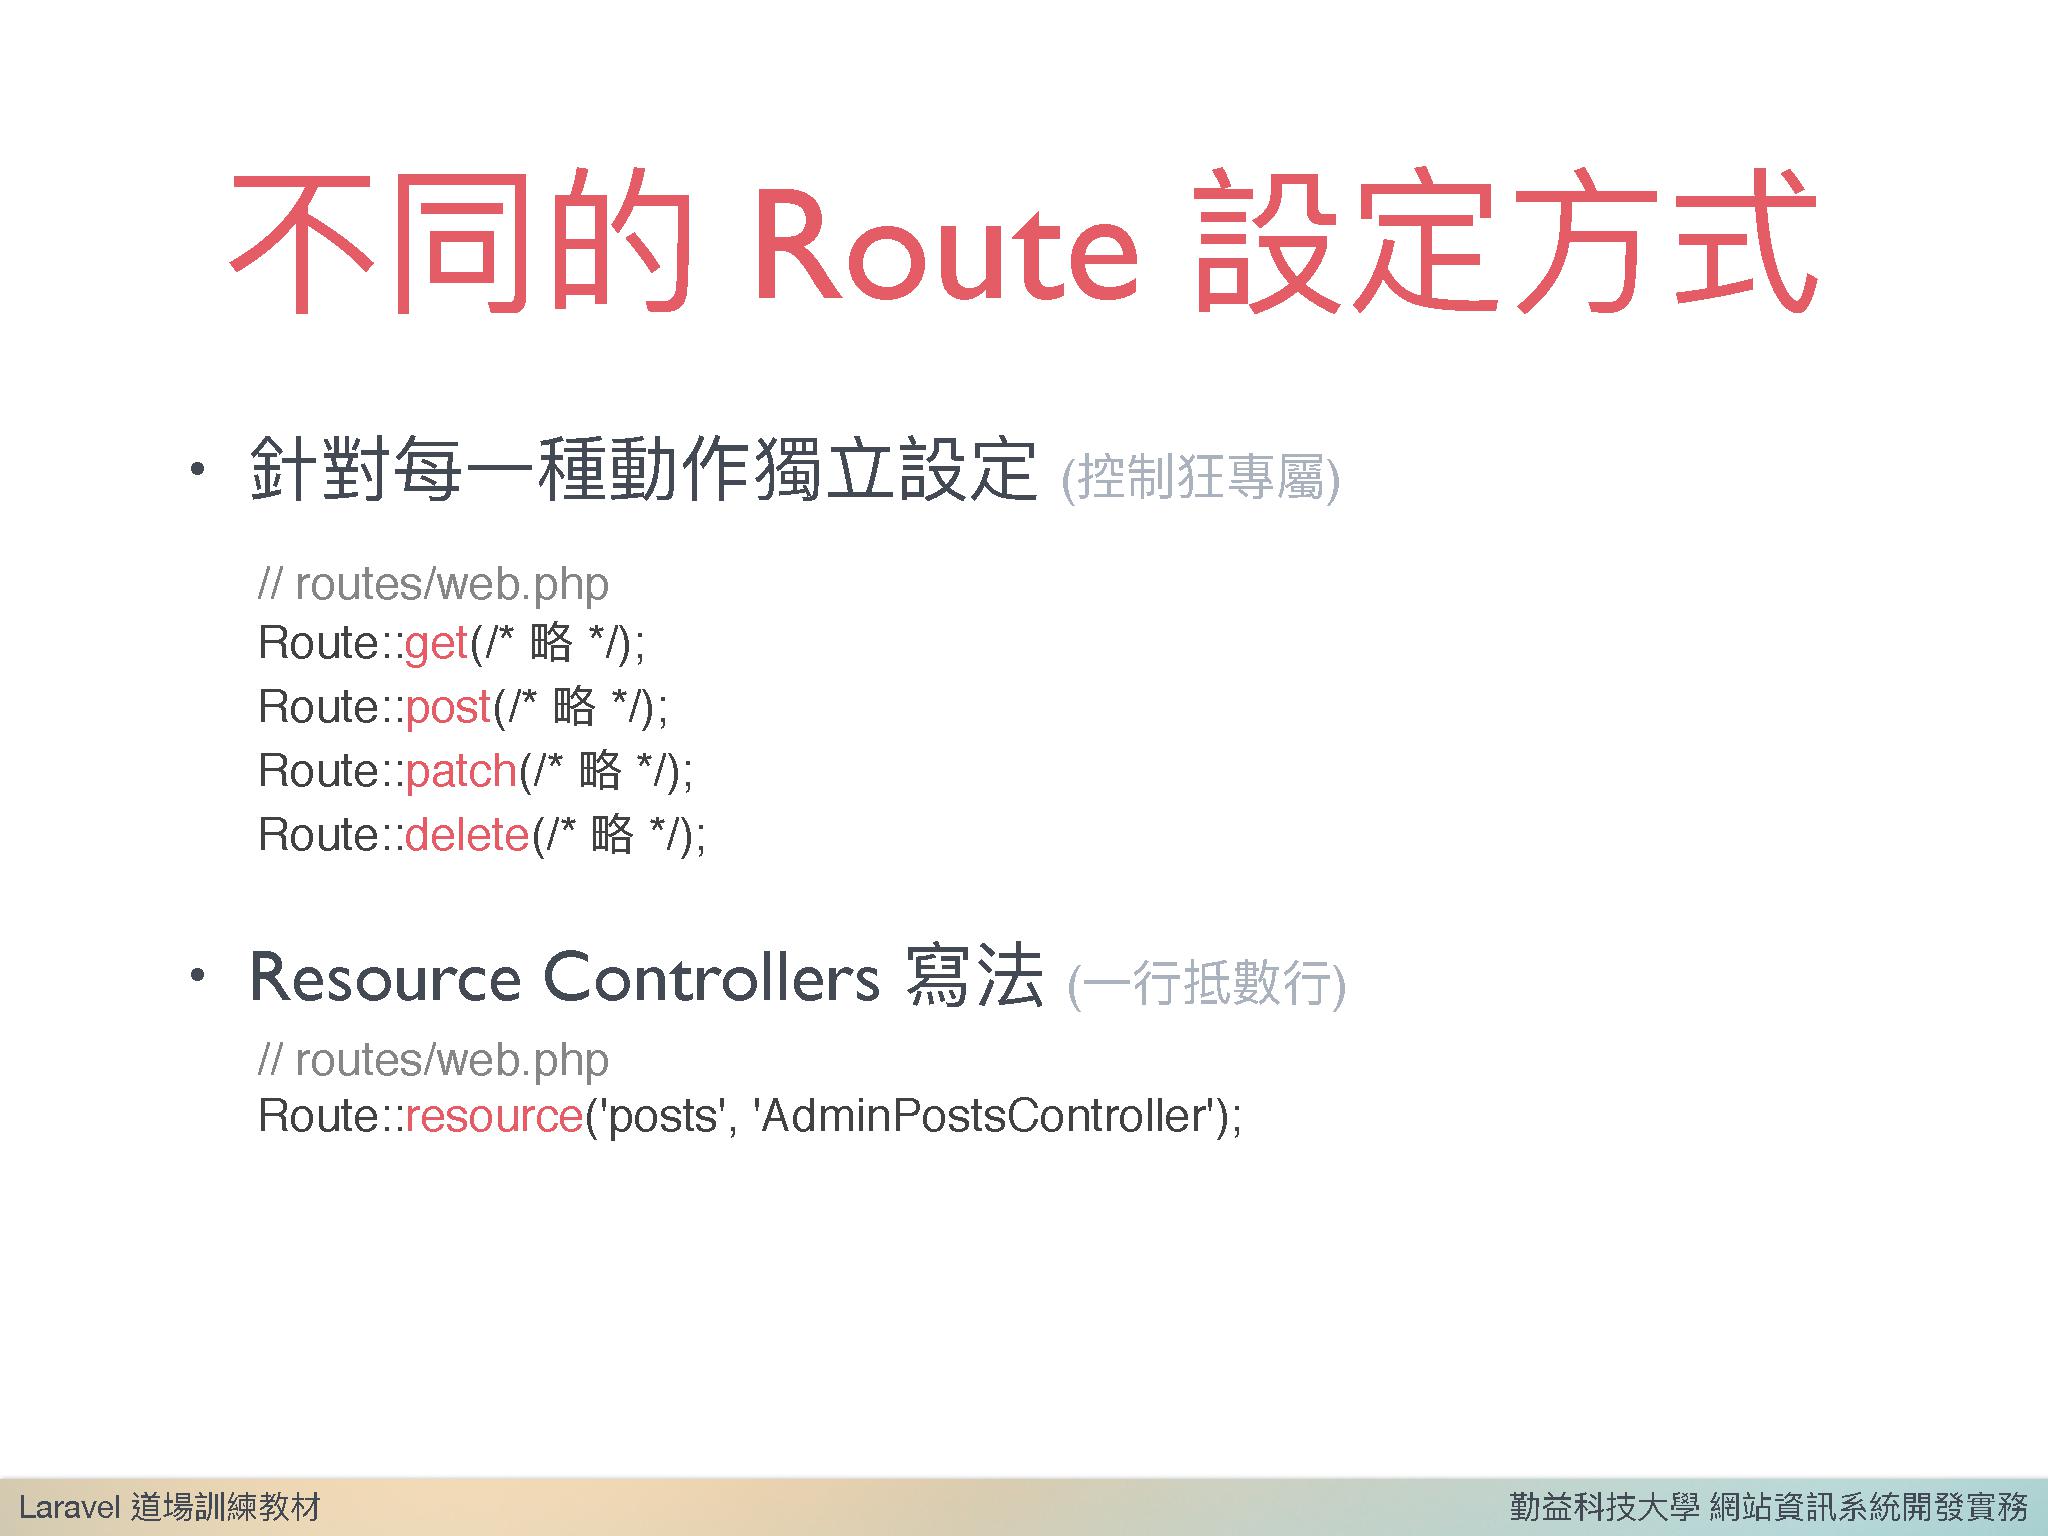 不同的 Route 設定方式
• 針對每一種動作獨立設定 (控制狂專屬)
// routes/web.php
Route::get(/* 略 */);
Route::post(/* 略 */);
Route::patch(/* 略 */);
Route::delete(/* 略 */);
• Resource Controllers 寫法 (一行抵數行)
// routes/web.php
Route::resource('posts', 'AdminPostsController');
Laravel 道場訓練教材
勤益科技大學 網站資訊系統開發實務